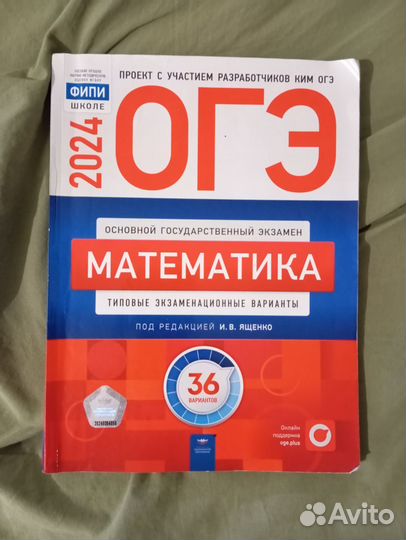 ПРОЕКТ С УЧАСТИЕМ РАЗРАБОТЧИКОВ КИМ ОГЭ
ФИПИ
ШКОЛЕ
2024
ОГЭ
ОСНОВНОЙ ГОСУДАРСТВЕННЫЙ ЭКЗАМЕН
МАТЕМАТИКА
ТИПОВЫЕ ЭКЗАМЕНАЦИОННЫЕ ВАРИАНТЫ
ПОД РЕДАКЦИЕЙ И.В. ЯЩЕНКО
36
ВАРИАНТОВ
Онлайн
поддержка
oge.plus
Avito